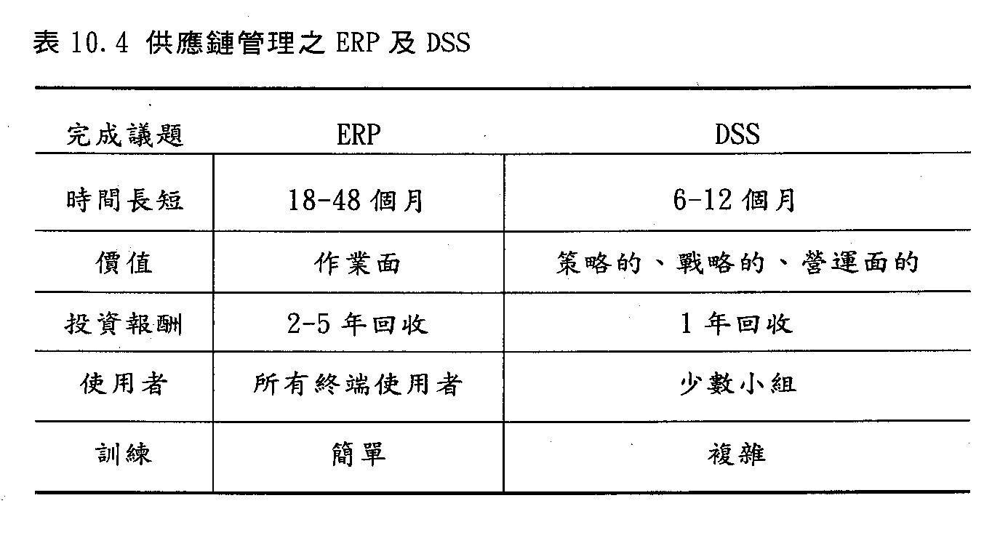 表 10.4 供應鏈管理之 ERP 及 DSS
完成議題 ERP DSS
時間長短 18-48 個月 6-12 個月
價值 作業面 策略的、戰略的、營運面的
投資報酬 2-5 年回收 1 年回收
使用者 所有終端使用者 少數小組
訓練 簡單 複雜